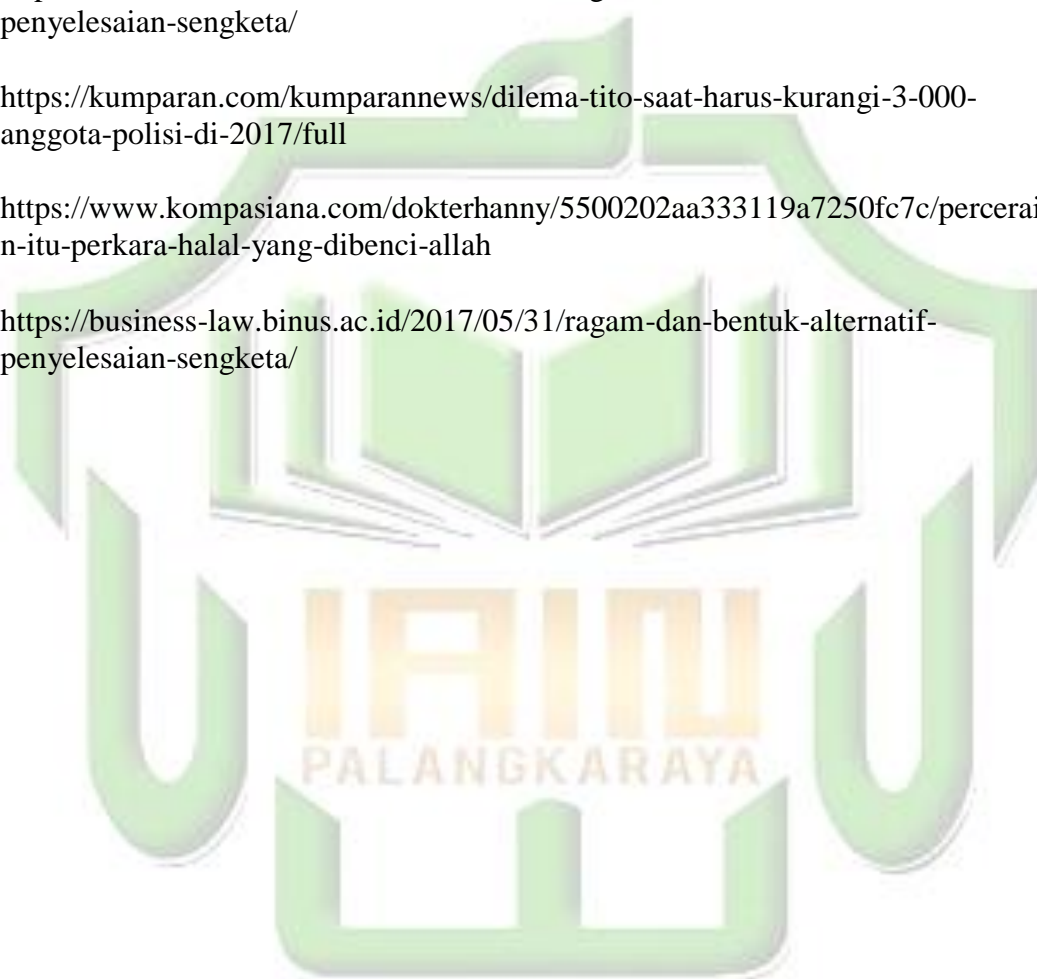 penyelesaian-sengketa/
https://kumparan.com/kumparannews/dilema-tito-saat-harus-kurangi-3-000-
anggota-polisi-di-2017/full
https://www.kompasiana.com/dokterhanny/5500202aa333119a7250fc7c/percerai
n-itu-perkara-halal-yang-dibenci-allah
https://business-law.binus.ac.id/2017/05/31/ragam-dan-bentuk-alternatif-
penyelesaian-sengketa/
IAIN
PALANGKARAYA